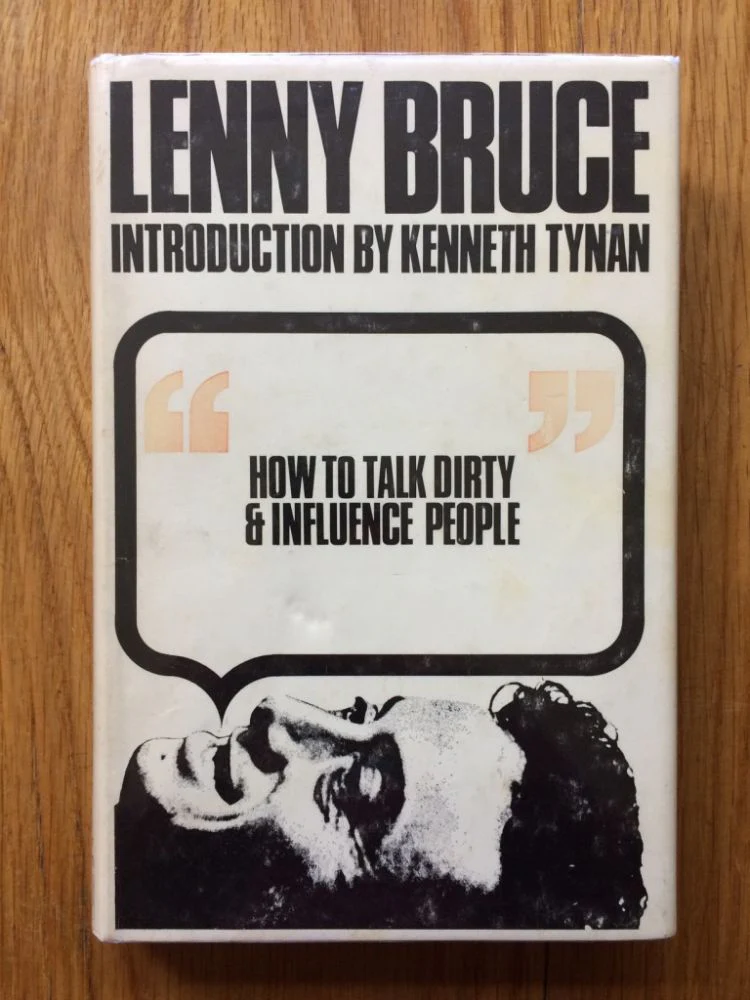 LENNY BRUCE
INTRODUCTION BY KENNETH TYNAN
“ ”
HOW TO TALK DIRTY
& INFLUENCE PEOPLE